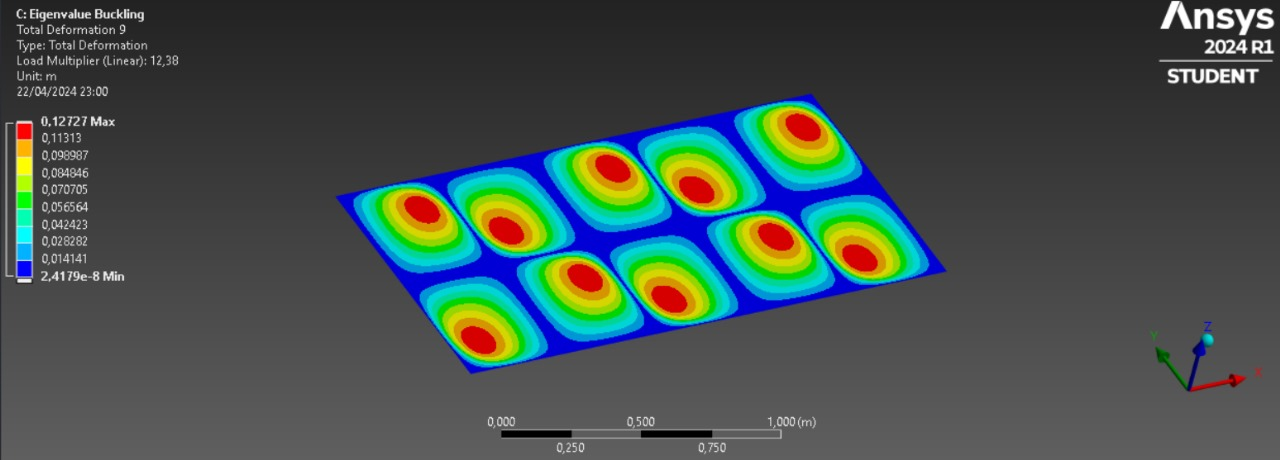 C: Eigenvalue Buckling
Total Deformation 9
Type: Total Deformation
Load Multiplier (Linear): 12,38
Unit: m
22/04/2024 23:00
0,12727 Max
0,11313
0,098987
0,084846
0,070705
0,056564
0,042423
0,028282
0,014141
2,4179e-8 Min
Ansys
2024 R1
STUDENT
Y
Z
X
0,000 0,500 1,000 (m)
0,250 0,750